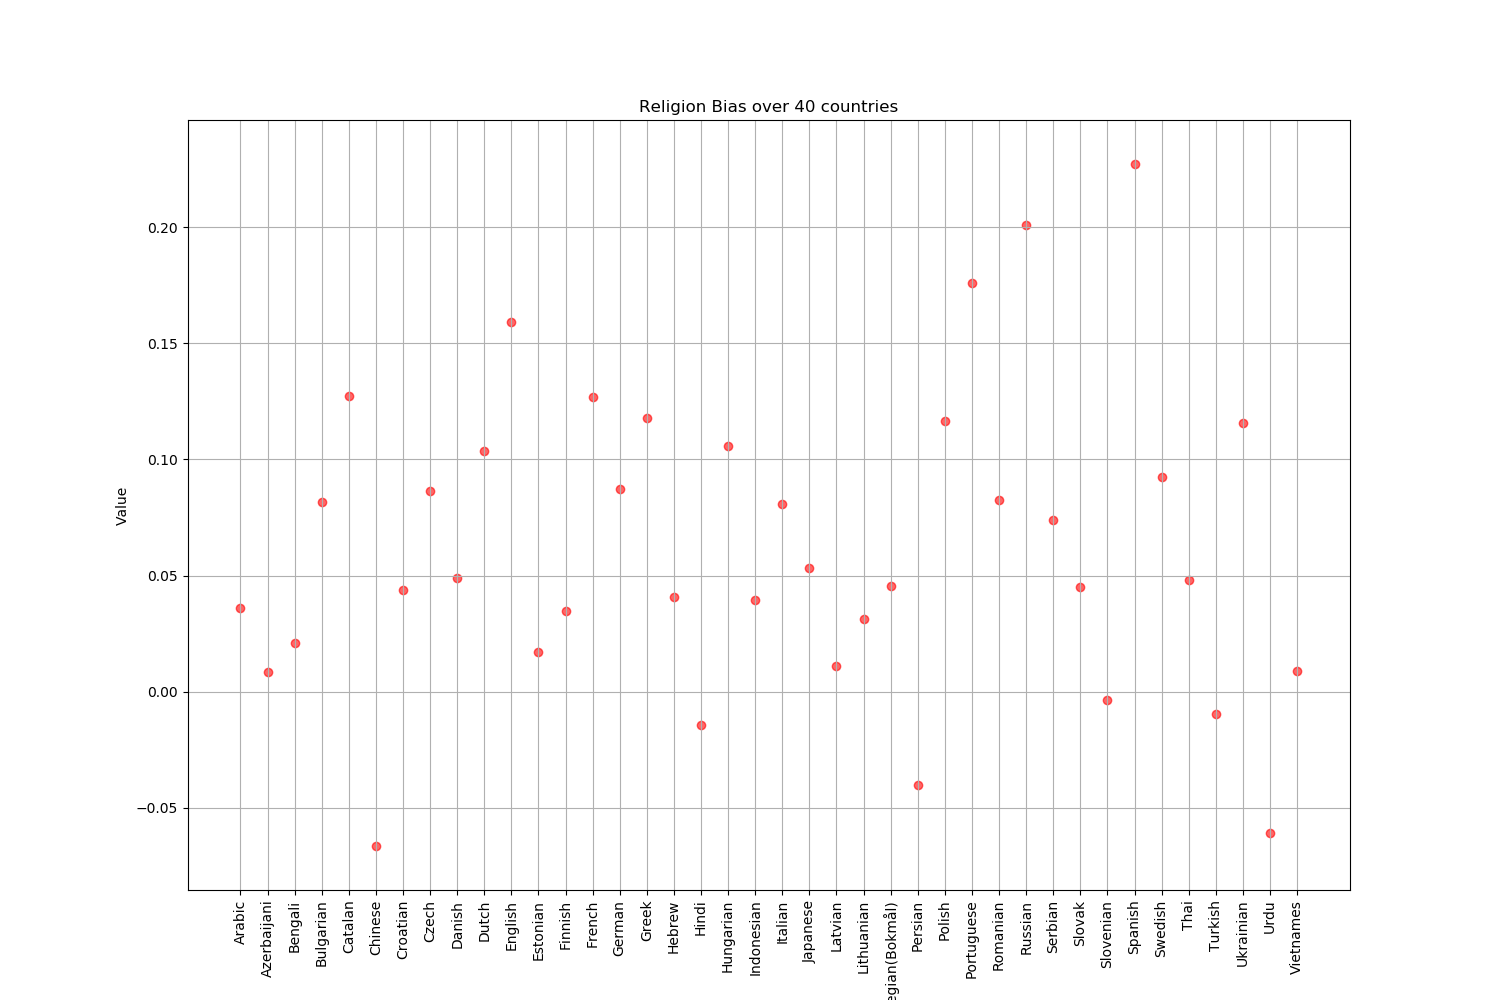 Religion Bias over 40 countries
Value
0.20
0.15
0.10
0.05
0.00
−0.05
Arabic
Azerbaijani
Bengali
Bulgarian
Catalan
Chinese
Croatian
Czech
Danish
Dutch
English
Estonian
Finnish
French
German
Greek
Hebrew
Hindi
Hungarian
Indonesian
Italian
Japanese
Latvian
Lithuanian
egian(Bokmål)
Persian
Polish
Portuguese
Romanian
Russian
Serbian
Slovak
Slovenian
Spanish
Swedish
Thai
Turkish
Ukrainian
Urdu
Vietnames